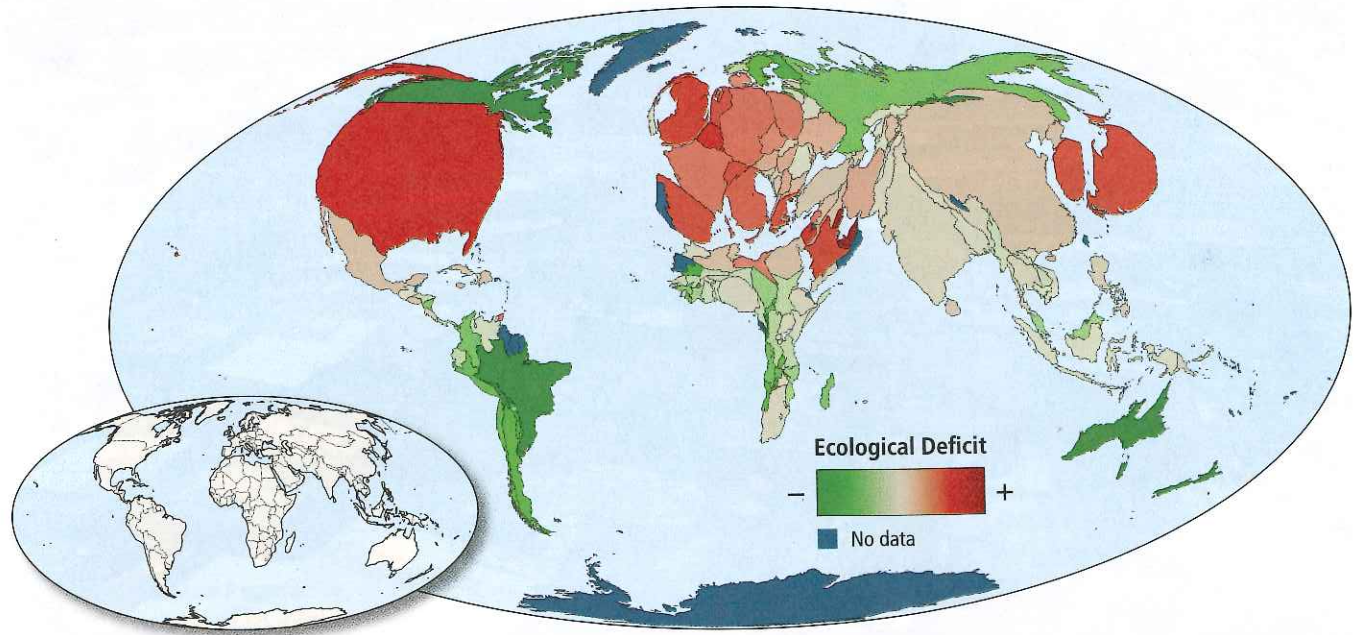 Ecological Deficit
– +
No data